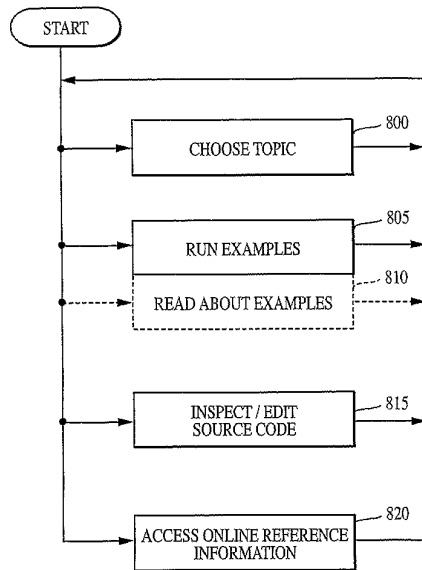 START
800
CHOOSE TOPIC
805
RUN EXAMPLES
810
READ ABOUT EXAMPLES
815
INSPECT / EDIT
SOURCE CODE
820
ACCESS ONLINE REFERENCE
INFORMATION